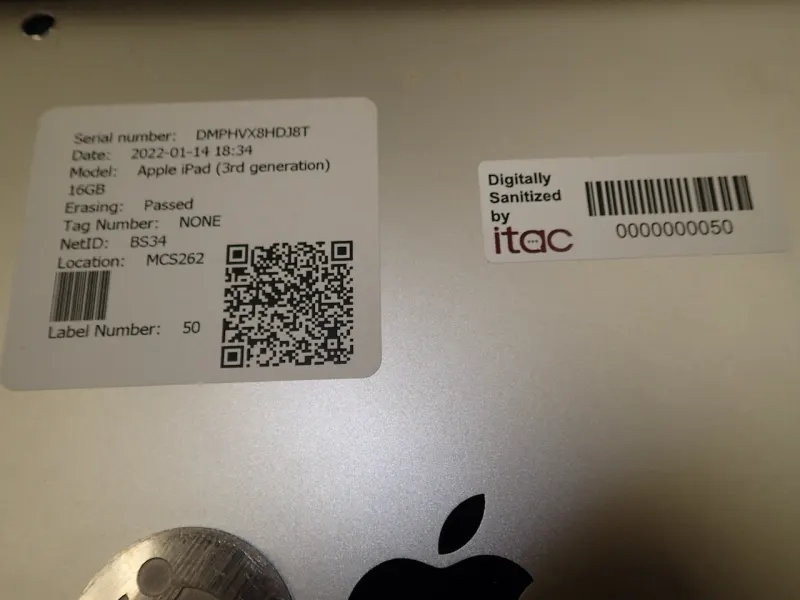 Serial number: DMPHVX8HDJ8T
Date: 2022-01-14 18:34
Model: Apple iPad (3rd generation)
16GB
Erasing: Passed
Tag Number: NONE
NetID: BS34
Location: MCS262
Label Number: 50
Digitally
Sanitized
by
itac
0000000050